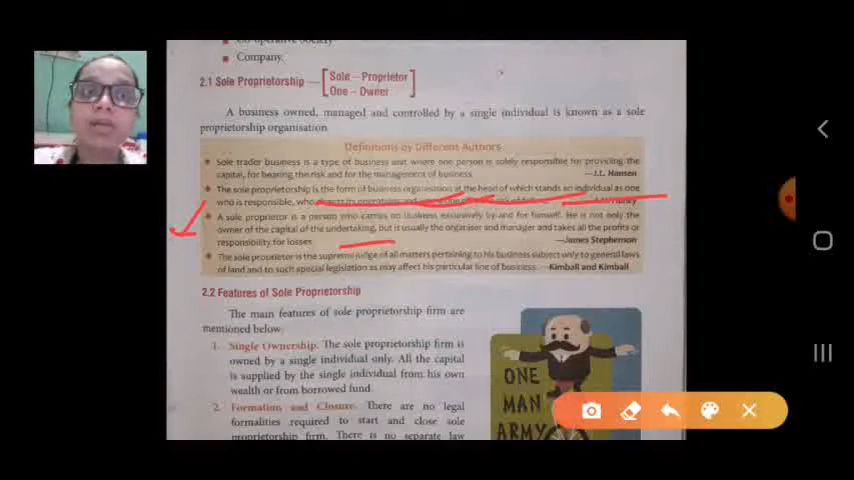 Co-operative Society
Company.
2.1 Sole Proprietorship — [Sole – Proprietor
One – Owner]
A business owned, managed and controlled by a single individual is known as a sole
proprietorship organisation
Definitions by Different Authors
Sole trader business is a type of business unit where one person is solely responsible for providing the
capital, for bearing the risk and for the management of business. —J.L. Hansen
The sole proprietorship is the form of business organisation at the head of which stands an individual as one
who is responsible, who directs its operations and
A sole proprietor is a person who carries on business exclusively by and for himself. He is not only the
owner of the capital of the undertaking, but is usually the organiser and manager and takes all the profits or
responsibility for losses —James Stephenson
The sole proprietor is the supreme judge of all matters pertaining to his business subject only to general laws
of land and to such special legislation as may affect his particular line of business. —Kimball and Kimball
2.2 Features of Sole Proprietorship
The main features of sole proprietorship firm are
mentioned below:
1. Single Ownership. The sole proprietorship firm is
owned by a single individual only. All the capital
is supplied by the single individual from his own
wealth or from borrowed fund.
2. Formation and Closure. There are no legal
formalities required to start and close sole
proprietorship firm. There is no separate law
ONE
MAN
ARMY